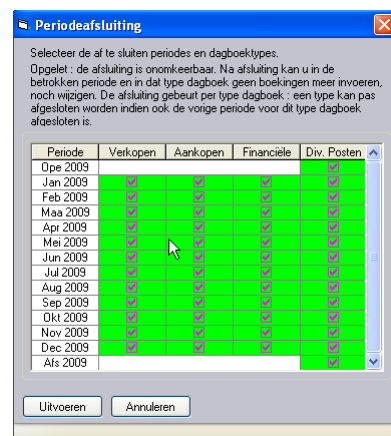 Periodeafsluiting
Selecteer de af te sluiten periodes en dagboektypes.
Opgelet : de afsluiting is onomkeerbaar. Na afsluiting kan u in de
betrokken periode en in dat type dagboek geen boekingen meer invoeren,
noch wijzigen. De afsluiting gebeurt per type dagboek : een type kan pas
afgesloten worden indien ook de vorige periode voor dit type dagboek
afgesloten is.
Periode Verkopen Aankopen Financiële Div. Posten
Ope 2009
Jan 2009
Feb 2009
Maa 2009
Apr 2009
Mei 2009
Jun 2009
Jul 2009
Aug 2009
Sep 2009
Okt 2009
Nov 2009
Dec 2009
Afs 2009
Uitvoeren Annuleren